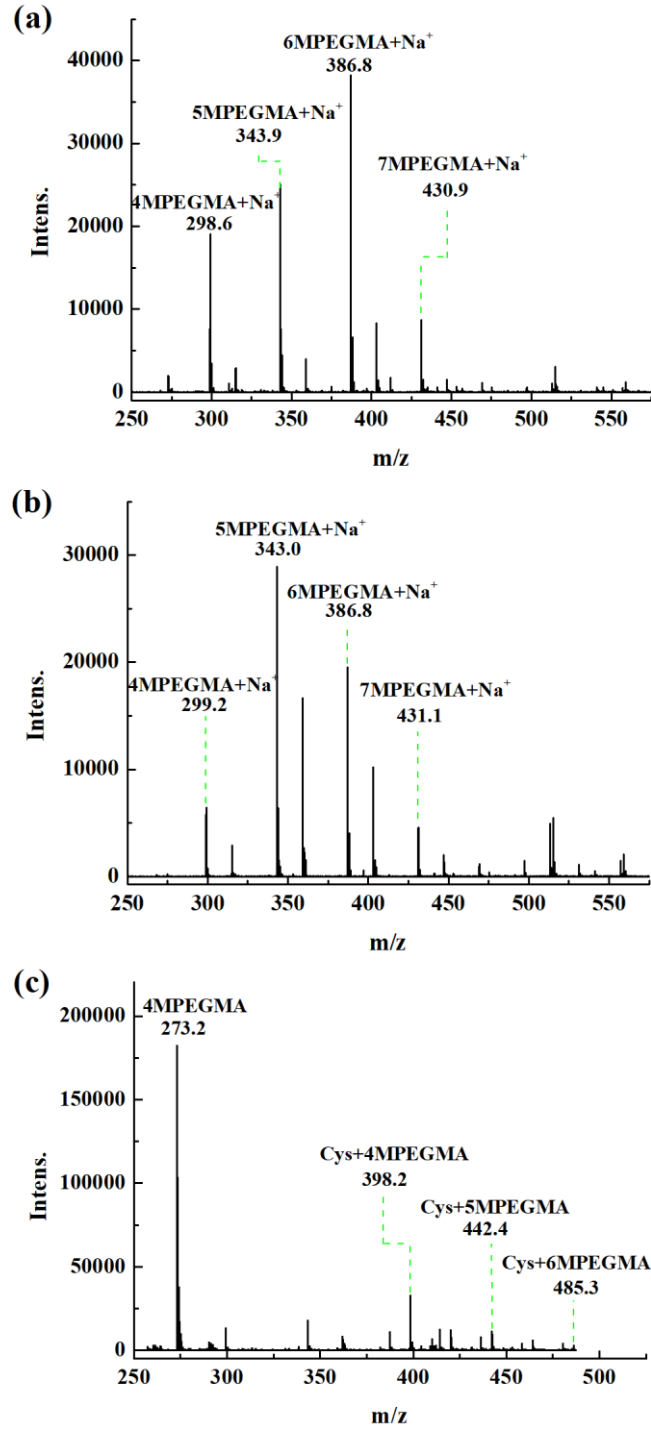 (a)
6MPEGMA+Na⁺
386.8
5MPEGMA+Na⁺
343.9
7MPEGMA+Na⁺
430.9
4MPEGMA+Na⁺
298.6
40000
30000
20000
10000
0
Intens.
250 300 350 400 450 500 550
m/z
(b)
5MPEGMA+Na⁺
343.0
6MPEGMA+Na⁺
386.8
4MPEGMA+Na⁺
299.2
7MPEGMA+Na⁺
431.1
30000
20000
10000
0
Intens.
250 300 350 400 450 500 550
m/z
(c)
4MPEGMA
273.2
Cys+4MPEGMA
398.2
Cys+5MPEGMA
442.4
Cys+6MPEGMA
485.3
200000
150000
100000
50000
0
Intens.
250 300 350 400 450 500
m/z